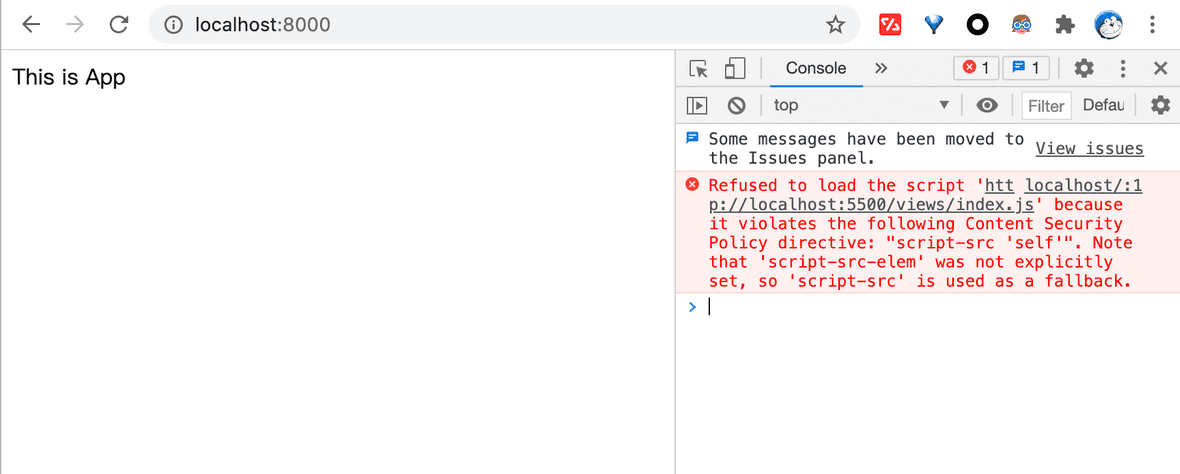 localhost:8000
This is App
Console
1
1
top
Filter
Defau
Some messages have been moved to
the Issues panel.
View issues
Refused to load the script 'htt localhost/:1
p://localhost:5500/views/index.js' because
it violates the following Content Security
Policy directive: "script-src 'self'". Note
that 'script-src-elem' was not explicitly
set, so 'script-src' is used as a fallback.